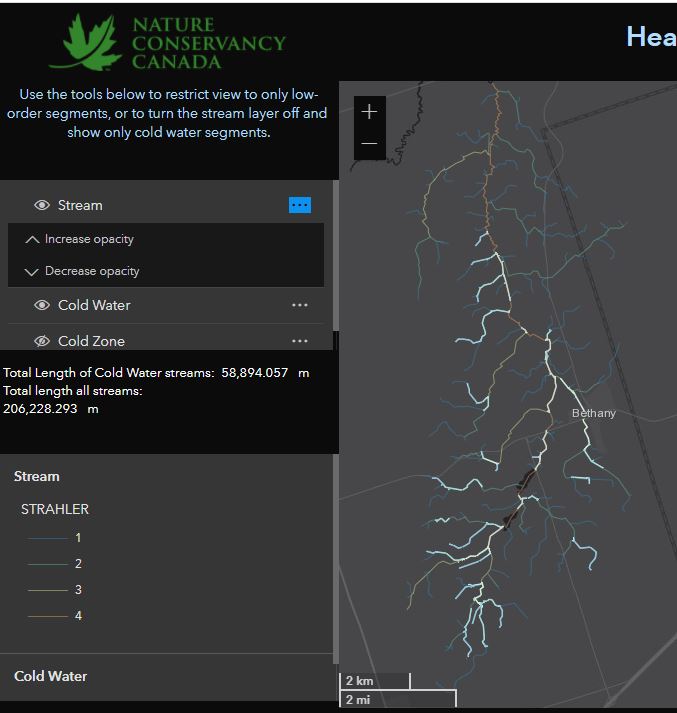 NATURE
CONSERVANCY
CANADA
Hea
Use the tools below to restrict view to only low-
order segments, or to turn the stream layer off and
show only cold water segments.
Stream
Increase opacity
Decrease opacity
Cold Water
Cold Zone
Total Length of Cold Water streams: 58,894.057 m
Total length all streams:
206,228.293 m
Stream
STRAHLER
1
2
3
4
Cold Water
Bethany
2 km
2 mi